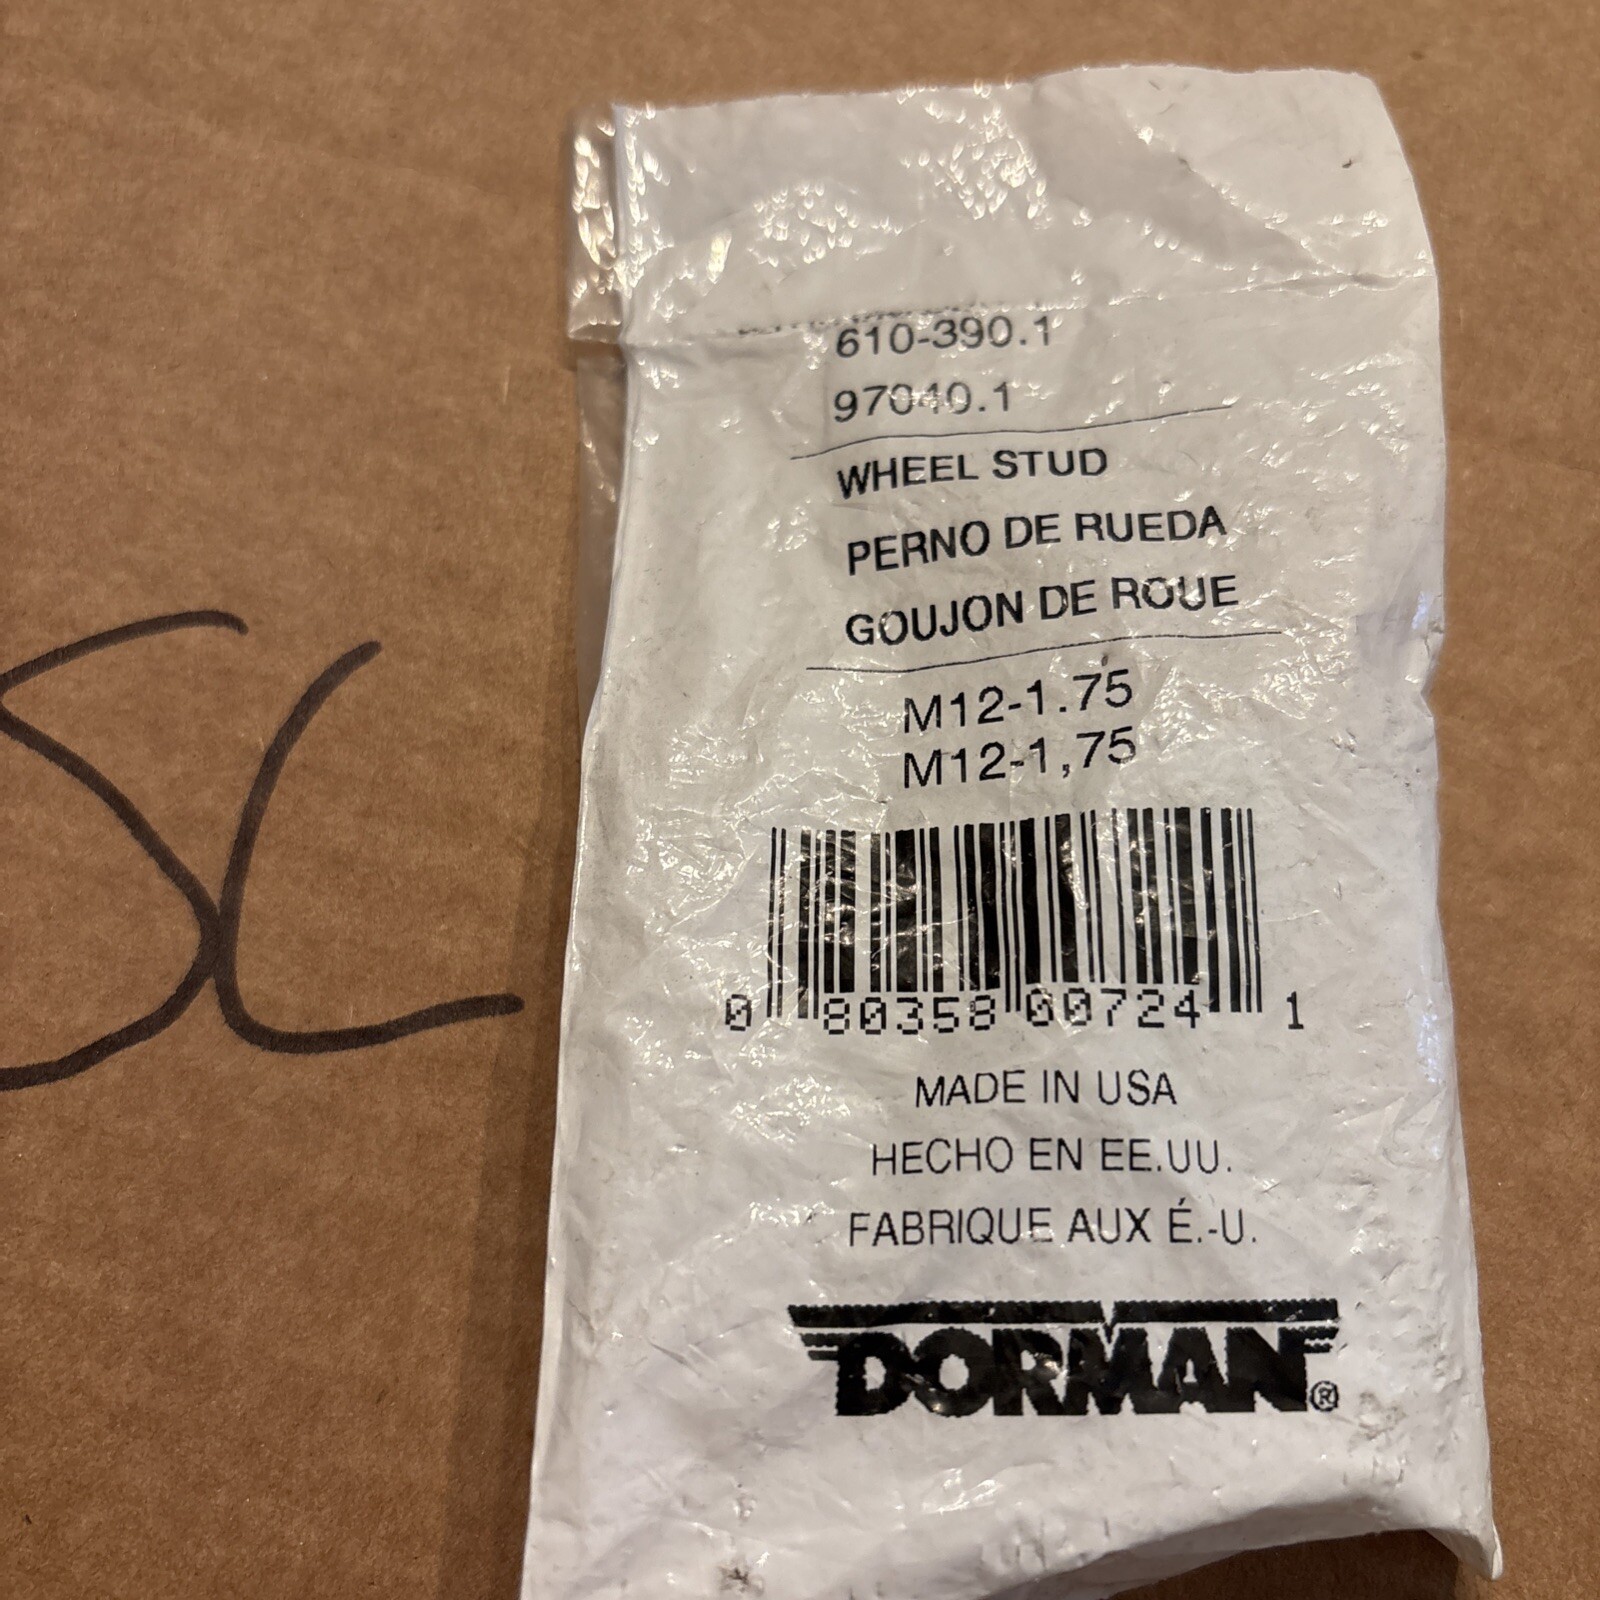 610-390.1
97040.1
WHEEL STUD
PERNO DE RUEDA
GOUJON DE ROUE
M12-1.75
M12-1,75
0 80358 00724 1
MADE IN USA
HECHO EN EE.UU.
FABRIQUE AUX É.-U.
DORMAN®
SC